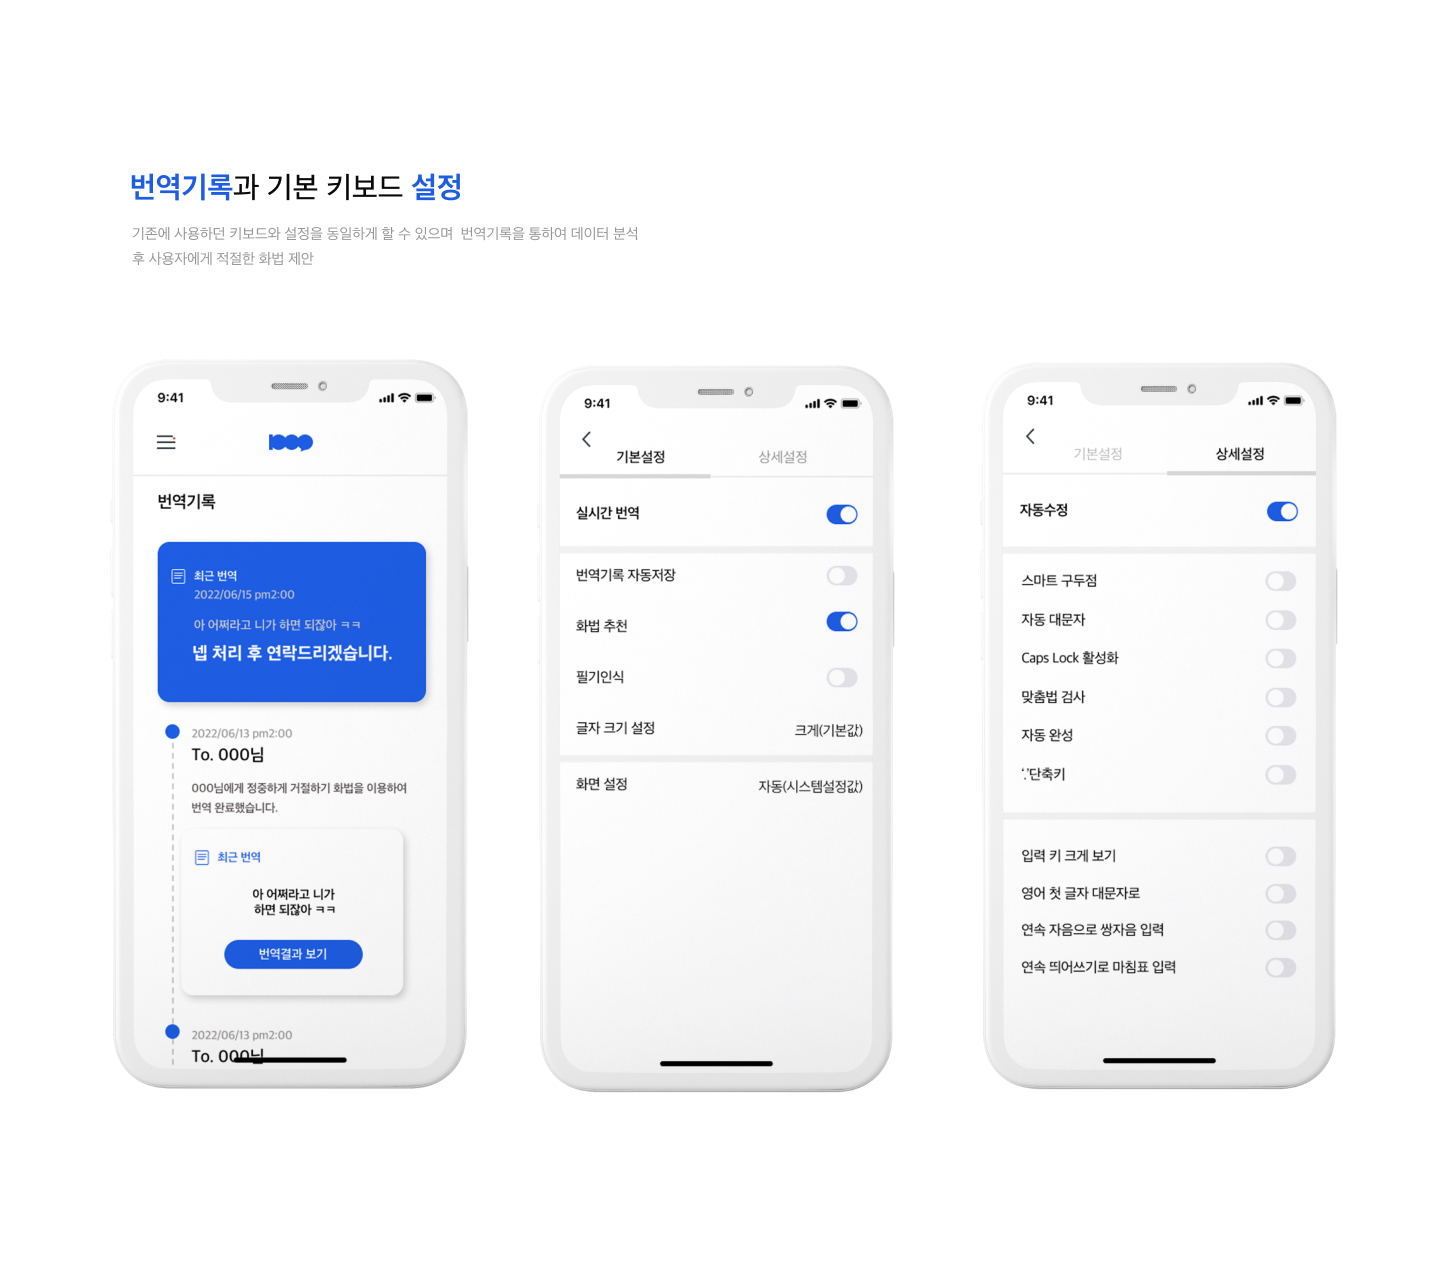 번역기록과 기본 키보드 설정
기존에 사용하던 키보드와 설정을 동일하게 할 수 있으며 번역기록을 통하여 데이터 분석
후 사용자에게 적절한 화법 제안
9:41
번역기록
최근 번역
2022/06/15 pm2:00
아 어쩌라고 니가 하면 되잖아 ㅋㅋ
넵 처리 후 연락드리겠습니다.
2022/06/13 pm2:00
To. 000님
000님에게 정중하게 거절하기 화법을 이용하여
번역 완료했습니다.
최근 번역
아 어쩌라고 니가
하면 되잖아 ㅋㅋ
번역결과 보기
2022/06/13 pm2:00
To. 000님
9:41
기본설정
상세설정
실시간 번역
번역기록 자동저장
화법 추천
필기인식
글자 크기 설정
크게(기본값)
화면 설정
자동(시스템설정값)
9:41
기본설정
상세설정
자동수정
스마트 구두점
자동 대문자
Caps Lock 활성화
맞춤법 검사
자동 완성
‘.’단축키
입력 키 크게 보기
영어 첫 글자 대문자로
연속 자음으로 쌍자음 입력
연속 띄어쓰기로 마침표 입력